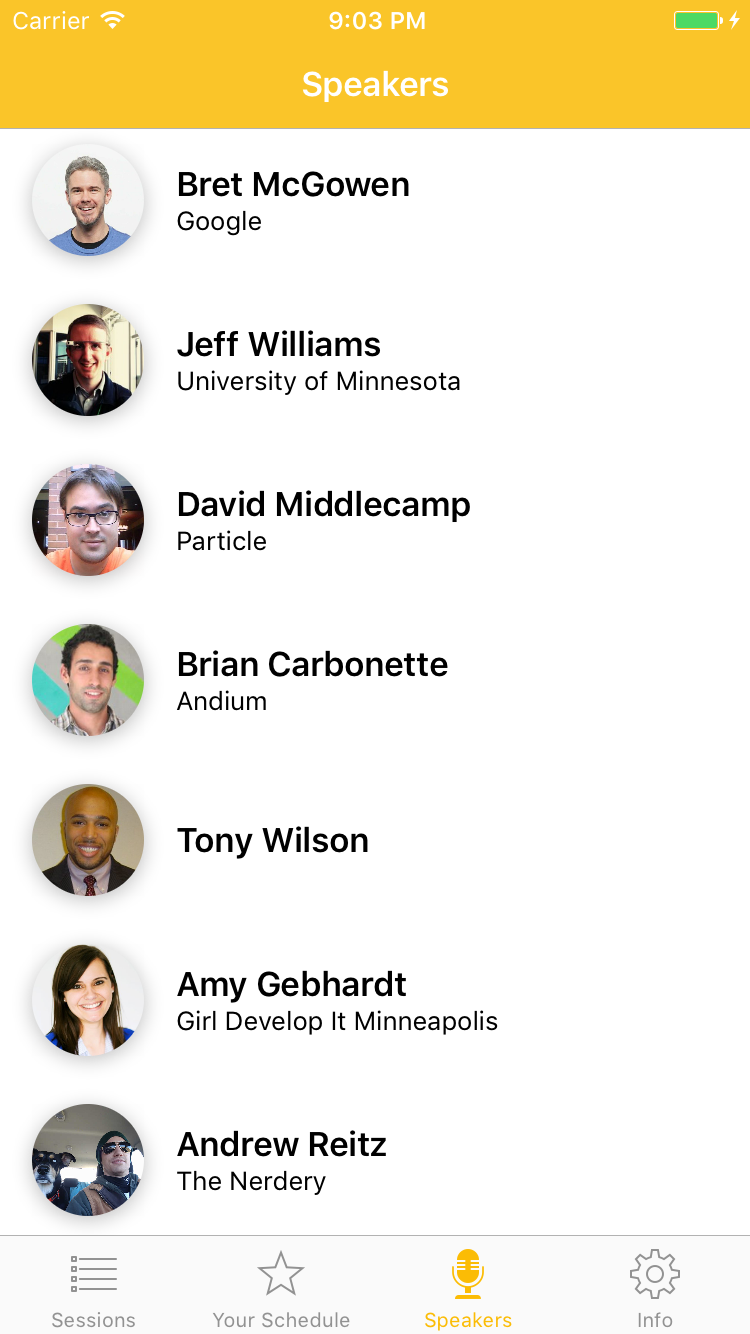 Carrier 9:03 PM
Speakers
Bret McGowen
Google
Jeff Williams
University of Minnesota
David Middlecamp
Particle
Brian Carbonette
Andium
Tony Wilson
Amy Gebhardt
Girl Develop It Minneapolis
Andrew Reitz
The Nerdery
Sessions Your Schedule Speakers Info